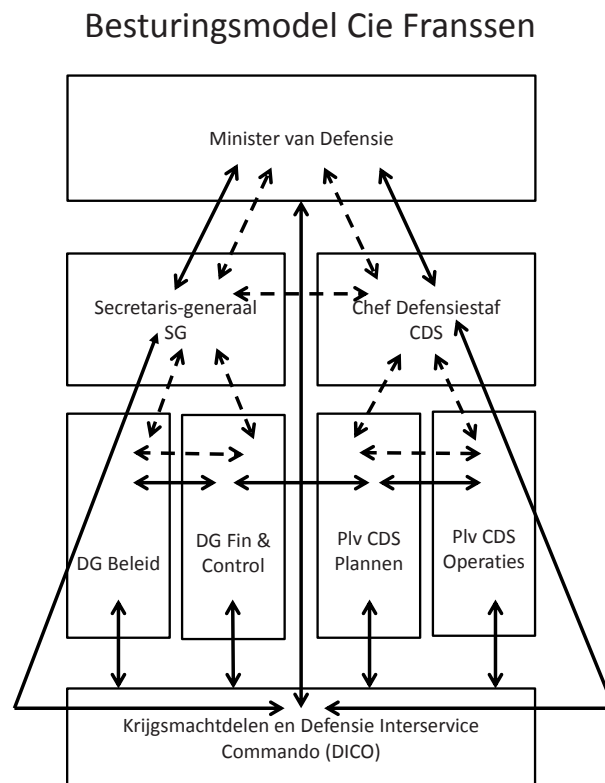 Besturingsmodel Cie Franssen
Minister van Defensie
Secretaris-generaal
SG
Chef Defensiestaf
CDS
DG Beleid
DG Fin &
Control
Plv CDS
Plannen
Plv CDS
Operaties
Krijgsmachtdelen en Defensie Interservice
Commando (DICO)